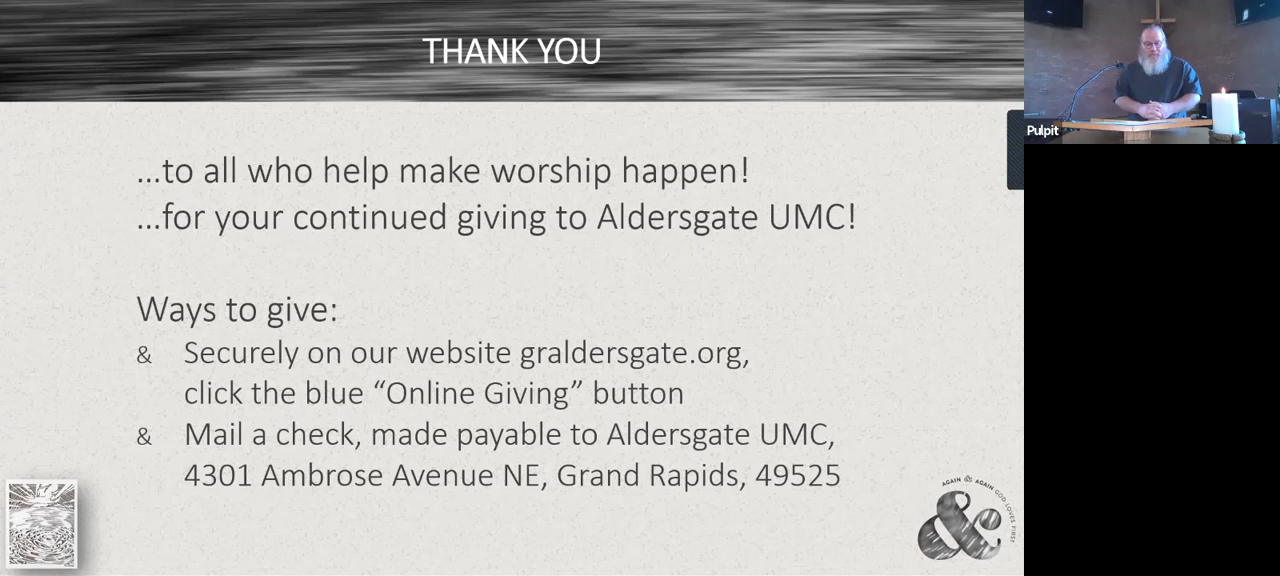 THANK YOU
...to all who help make worship happen!
...for your continued giving to Aldersgate UMC!
Ways to give:
& Securely on our website graldersgate.org,
click the blue “Online Giving” button
& Mail a check, made payable to Aldersgate UMC,
4301 Ambrose Avenue NE, Grand Rapids, 49525
AGAIN & AGAIN GOD LOVES FIRST
&
Pulpit